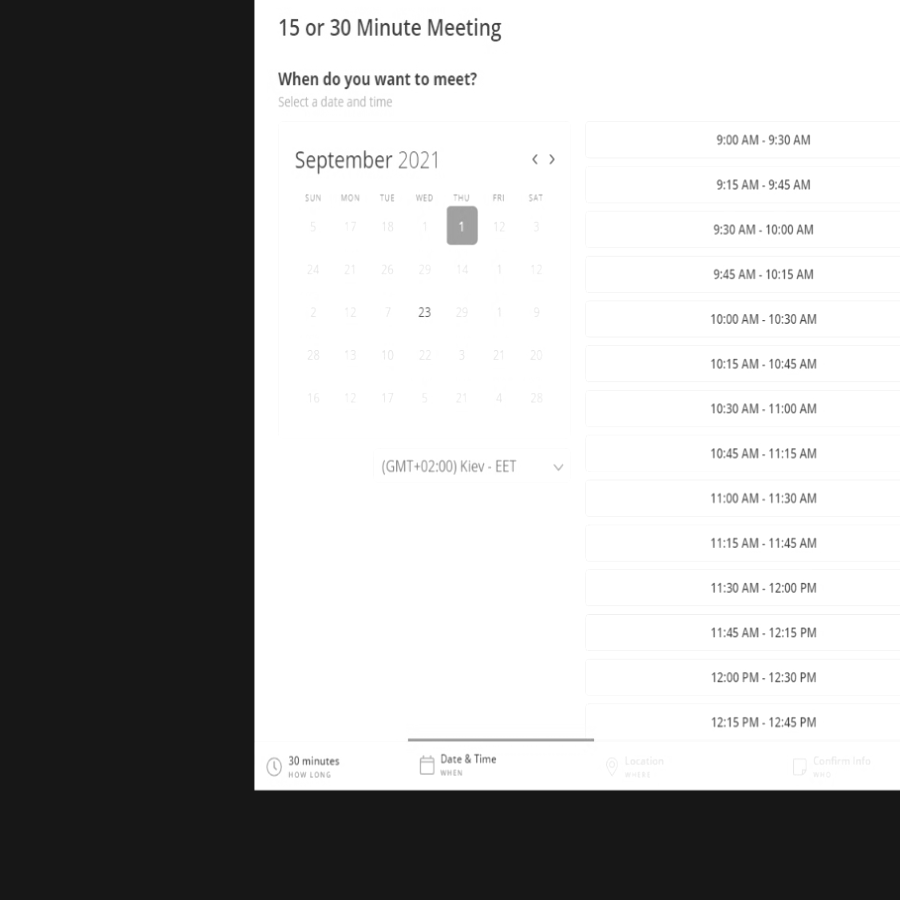 15 or 30 Minute Meeting
When do you want to meet?
Select a date and time
September 2021
SUN MON TUE WED THU FRI SAT
5 17 18 1 1 12 3
24 21 26 29 14 1 12
2 12 7 23 29 1 9
28 13 10 22 3 21 20
16 12 17 5 21 4 28
(GMT+02:00) Kiev - EET
9:00 AM - 9:30 AM
9:15 AM - 9:45 AM
9:30 AM - 10:00 AM
9:45 AM - 10:15 AM
10:00 AM - 10:30 AM
10:15 AM - 10:45 AM
10:30 AM - 11:00 AM
10:45 AM - 11:15 AM
11:00 AM - 11:30 AM
11:15 AM - 11:45 AM
11:30 AM - 12:00 PM
11:45 AM - 12:15 PM
12:00 PM - 12:30 PM
12:15 PM - 12:45 PM
30 minutes
HOW LONG
Date & Time
WHEN
Location
WHERE
Confirm Info
WHO